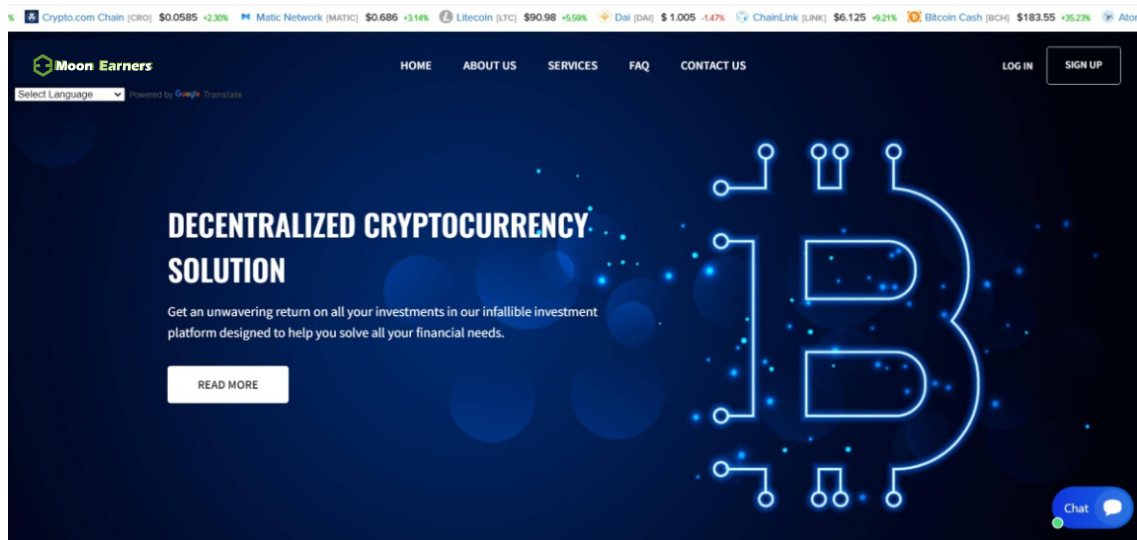 % Crypto.com Chain [CRO] $0.0585 +2.30% Matic Network [MATIC] $0.686 +3.14% Litecoin [LTC] $90.98 +5.59% Dai [DAI] $1.005 -1.47% ChainLink [LINK] $6.125 +9.21% Bitcoin Cash [BCH] $183.55 +35.23% Ator
Moon Earners HOME ABOUT US SERVICES FAQ CONTACT US LOG IN SIGN UP
Select Language Powered by Google Translate
DECENTRALIZED CRYPTOCURRENCY
SOLUTION
Get an unwavering return on all your investments in our infallible investment
platform designed to help you solve all your financial needs.
READ MORE
Chat